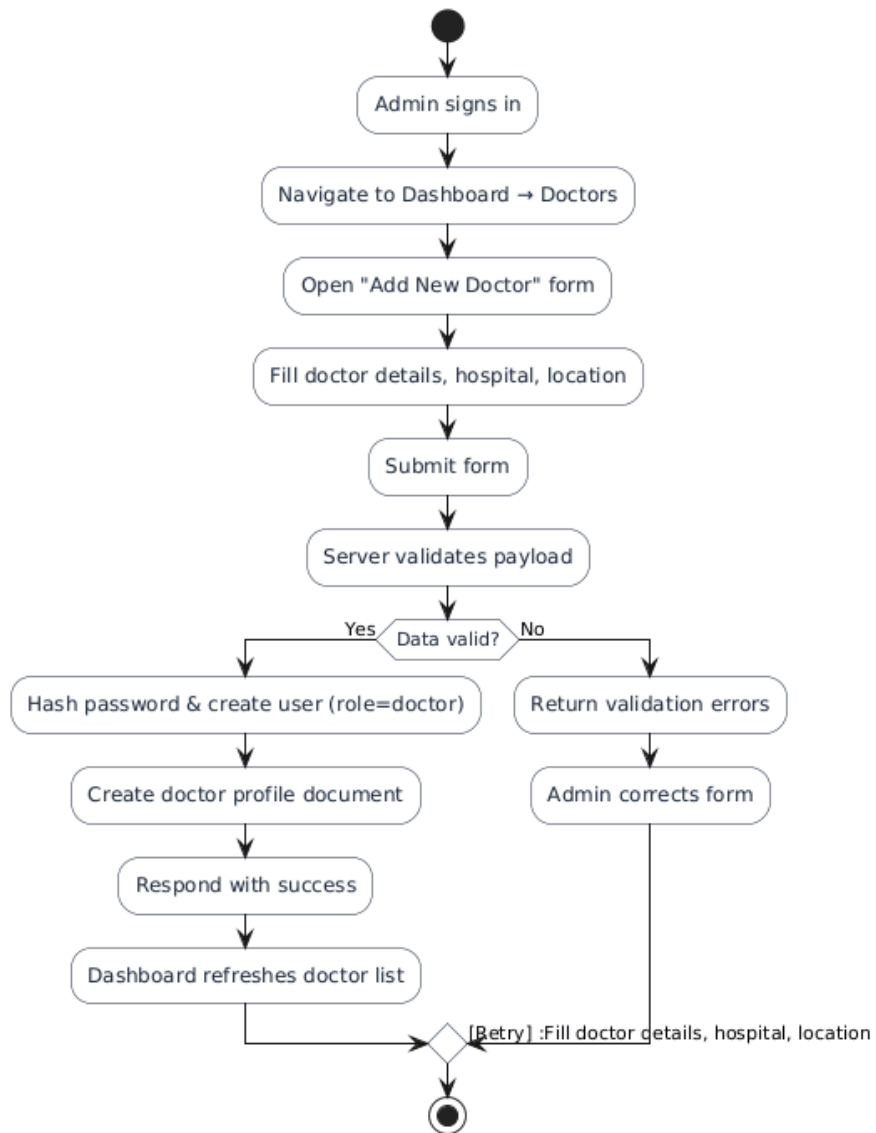 Admin signs in
Navigate to Dashboard → Doctors
Open "Add New Doctor" form
Fill doctor details, hospital, location
Submit form
Server validates payload
Yes
Data valid?
No
Hash password & create user (role=doctor)
Return validation errors
Create doctor profile document
Admin corrects form
Respond with success
Dashboard refreshes doctor list
[Retry] :Fill doctor details, hospital, location